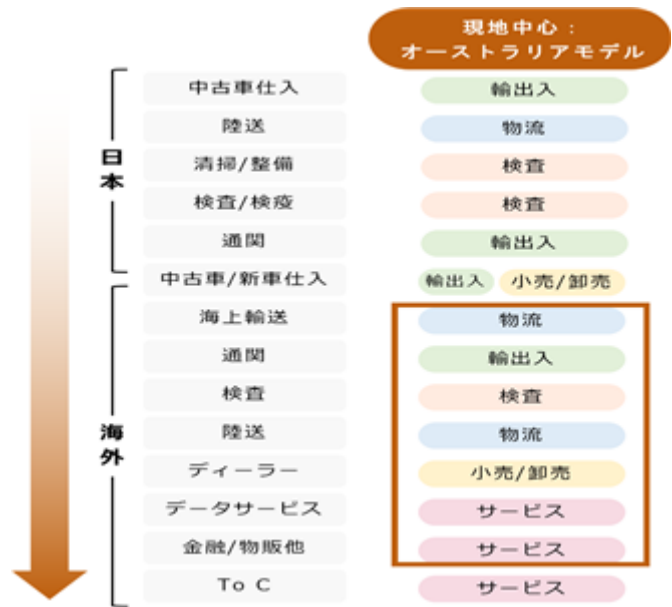 現地中心：
オーストラリアモデル
日本
中古車仕入
輸出入
陸送
物流
清掃/整備
検査
検査/検疫
検査
通関
輸出入
海外
中古車/新車仕入
輸出入
小売/卸売
海上輸送
物流
通関
輸出入
検査
検査
陸送
物流
ディーラー
小売/卸売
データサービス
サービス
金融/物販他
サービス
To C
サービス